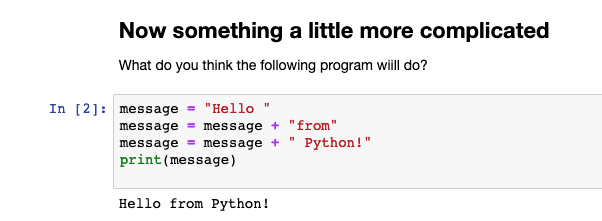 Now something a little more complicated
What do you think the following program wiill do?
In [2]: message = "Hello "
message = message + "from"
message = message + " Python!"
print(message)
Hello from Python!